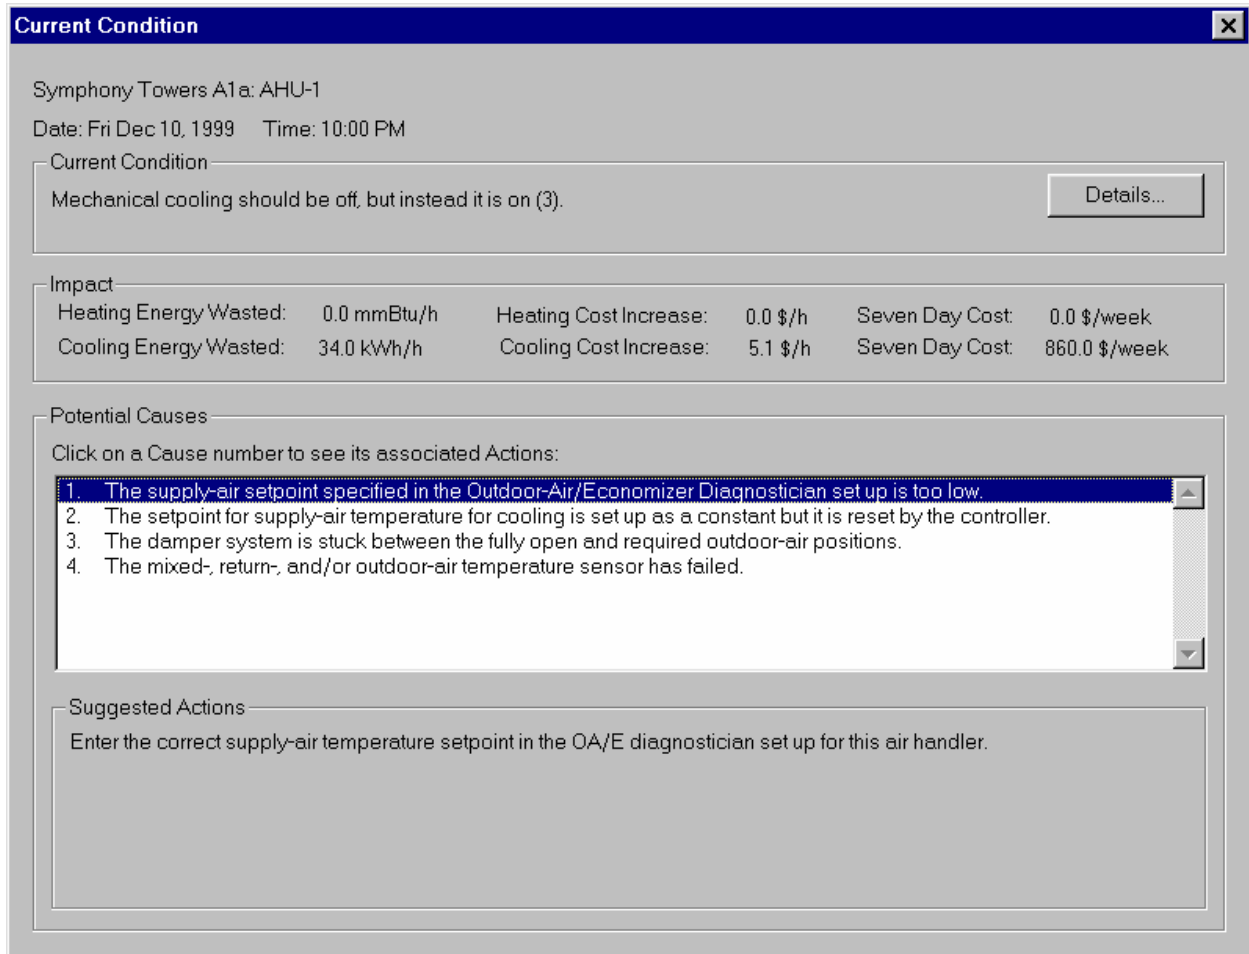 Current Condition
Symphony Towers A1a: AHU-1
Date: Fri Dec 10, 1999 Time: 10:00 PM
Current Condition
Mechanical cooling should be off, but instead it is on (3).
Details...
Impact
Heating Energy Wasted: 0.0 mmBtu/h Heating Cost Increase: 0.0 $/h Seven Day Cost: 0.0 $/week
Cooling Energy Wasted: 34.0 kWh/h Cooling Cost Increase: 5.1 $/h Seven Day Cost: 860.0 $/week
Potential Causes
Click on a Cause number to see its associated Actions:
1. The supply-air setpoint specified in the Outdoor-Air/Economizer Diagnostician set up is too low.
2. The setpoint for supply-air temperature for cooling is set up as a constant but it is reset by the controller.
3. The damper system is stuck between the fully open and required outdoor-air positions.
4. The mixed-, return-, and/or outdoor-air temperature sensor has failed.
Suggested Actions
Enter the correct supply-air temperature setpoint in the OA/E diagnostician set up for this air handler.